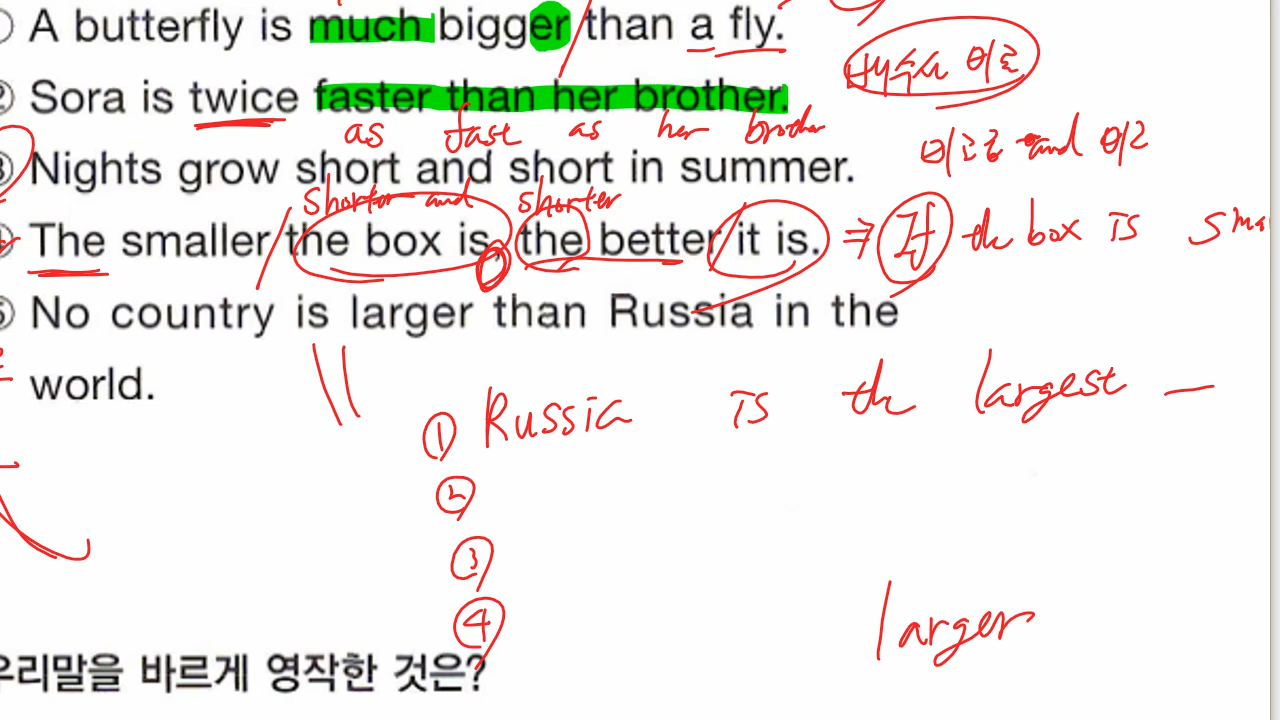 A butterfly is much bigger than a fly.
배수사 비교
② Sora is twice faster than her brother.
as fast as her brother
비교급 and 비교
Nights grow short and short in summer.
shorter and shorter
The smaller the box is, the better it is. ⇒ If the box is sma
No country is larger than Russia in the
world.
① Russia is the largest —
②
③
④
larger
우리말을 바르게 영작한 것은?